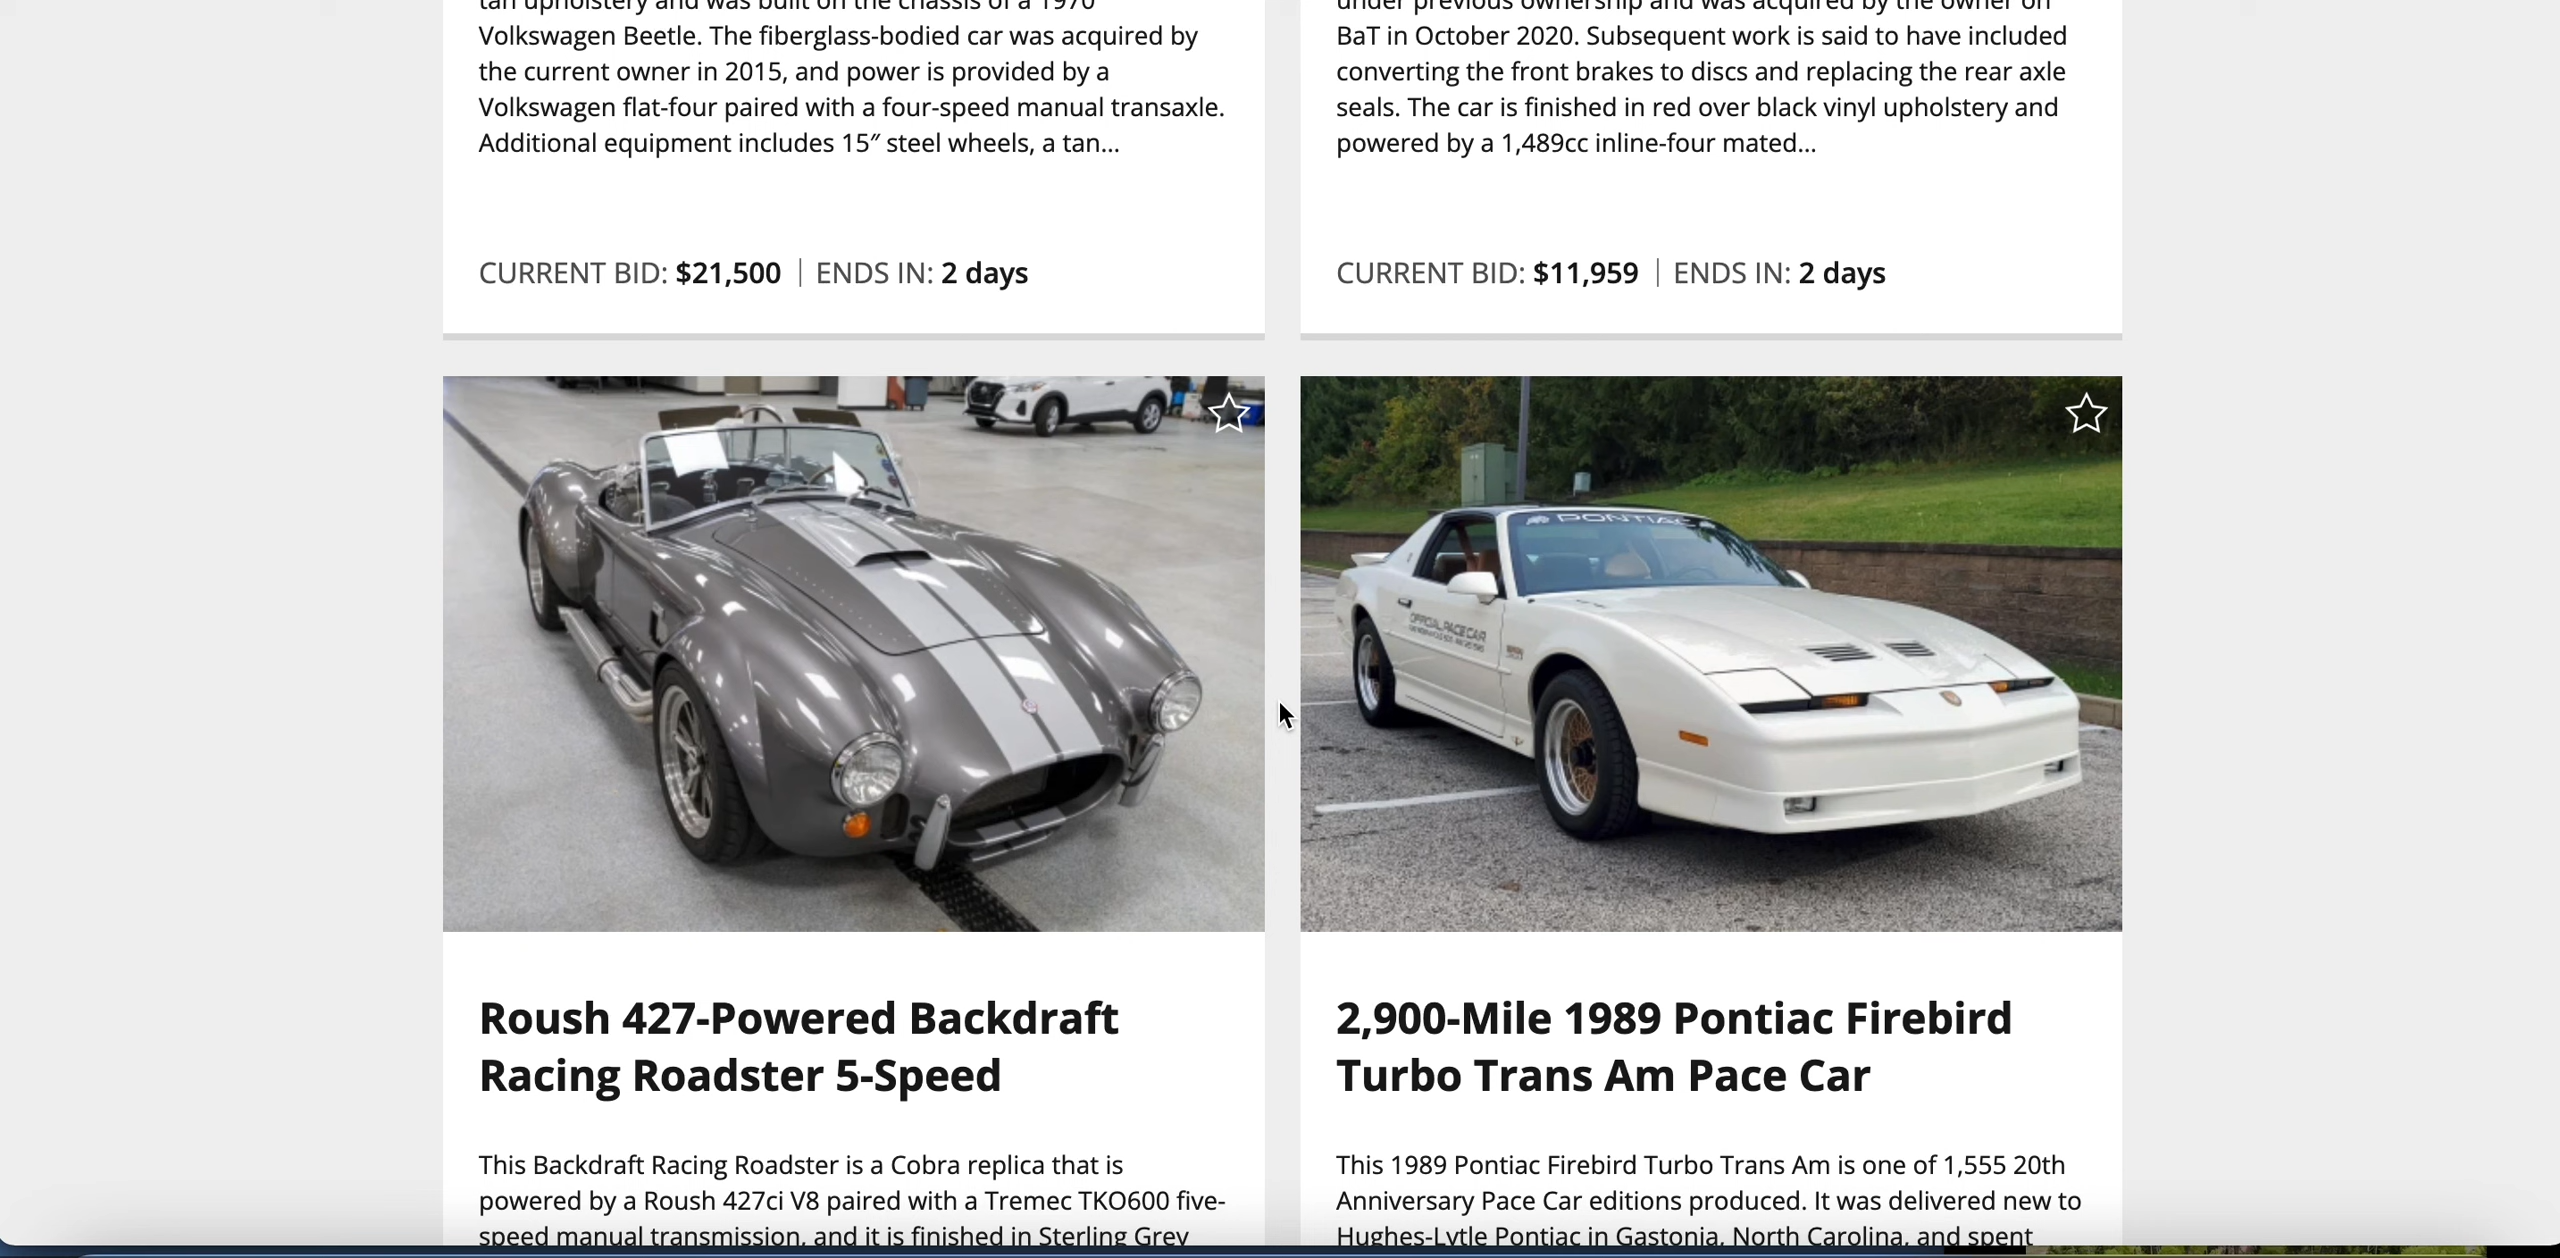 tan upholstery and was built on the chassis of a 1970
Volkswagen Beetle. The fiberglass-bodied car was acquired by
the current owner in 2015, and power is provided by a
Volkswagen flat-four paired with a four-speed manual transaxle.
Additional equipment includes 15″ steel wheels, a tan...
CURRENT BID: $21,500 | ENDS IN: 2 days
under previous ownership and was acquired by the owner on
BaT in October 2020. Subsequent work is said to have included
converting the front brakes to discs and replacing the rear axle
seals. The car is finished in red over black vinyl upholstery and
powered by a 1,489cc inline-four mated...
CURRENT BID: $11,959 | ENDS IN: 2 days
Roush 427-Powered Backdraft
Racing Roadster 5-Speed
This Backdraft Racing Roadster is a Cobra replica that is
powered by a Roush 427ci V8 paired with a Tremec TKO600 five-
speed manual transmission, and it is finished in Sterling Grey
PONTIAC
OFFICIAL PACE CAR
2,900-Mile 1989 Pontiac Firebird
Turbo Trans Am Pace Car
This 1989 Pontiac Firebird Turbo Trans Am is one of 1,555 20th
Anniversary Pace Car editions produced. It was delivered new to
Hughes-Lytle Pontiac in Gastonia, North Carolina, and spent